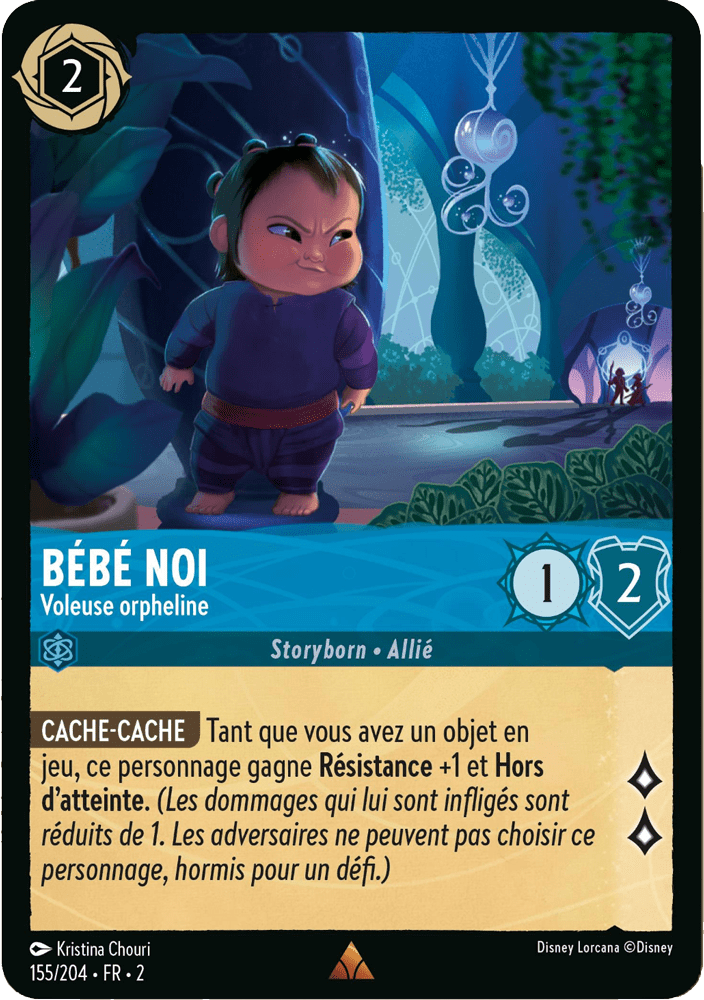 2
BÉBÉ NOI
Voleuse orpheline
1
2
Storyborn • Allié
CACHE-CACHE Tant que vous avez un objet en
jeu, ce personnage gagne Résistance +1 et Hors
d’atteinte. (Les dommages qui lui sont infligés sont
réduits de 1. Les adversaires ne peuvent pas choisir ce
personnage, hormis pour un défi.)
Kristina Chouri
Disney Lorcana ©Disney
155/204 • FR • 2